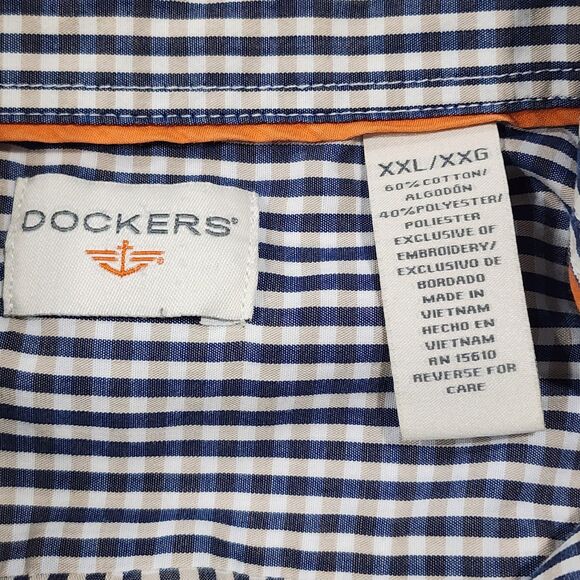 DOCKERS®
XXL/XXG
60% COTTON/
ALGODÓN
40% POLYESTER/
POLIESTER
EXCLUSIVE OF
EMBROIDERY/
EXCLUSIVO DE
BORDADO
MADE IN
VIETNAM
HECHO EN
VIETNAM
RN 15610
REVERSE FOR
CARE